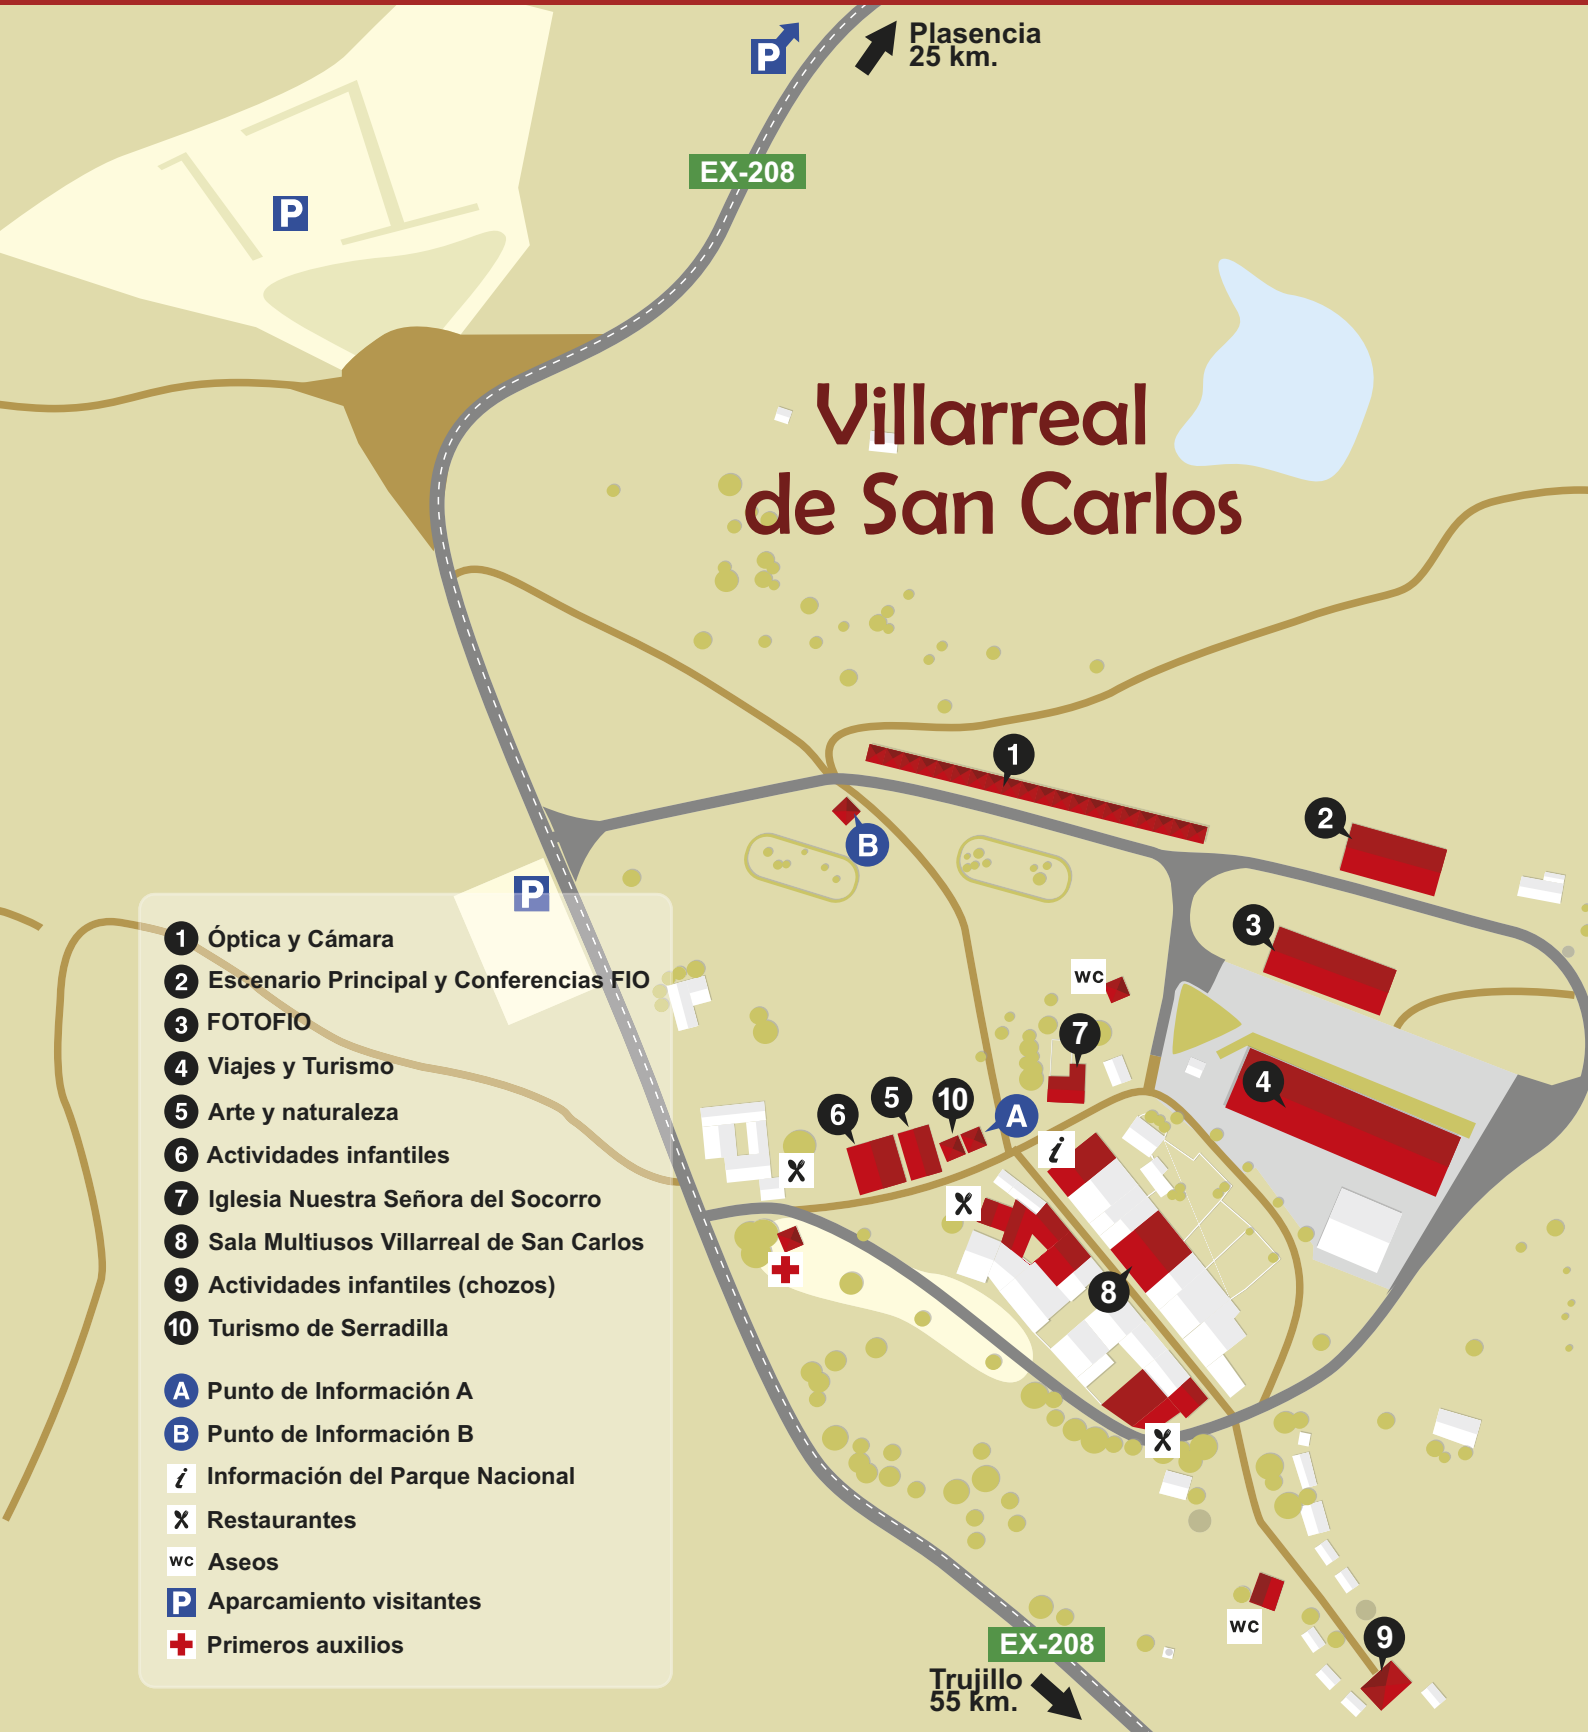 P
Plasencia
25 km.
EX-208
P
Villarreal
de San Carlos
1
2
B
P
3
WC
7
4
5
10
6
A
i
8
1 Óptica y Cámara
2 Escenario Principal y Conferencias FIO
3 FOTOFIO
4 Viajes y Turismo
5 Arte y naturaleza
6 Actividades infantiles
7 Iglesia Nuestra Señora del Socorro
8 Sala Multiusos Villarreal de San Carlos
9 Actividades infantiles (chozos)
10 Turismo de Serradilla
A Punto de Información A
B Punto de Información B
i Información del Parque Nacional
Restaurantes
WC Aseos
P Aparcamiento visitantes
Primeros auxilios
WC
9
EX-208
Trujillo
55 km.